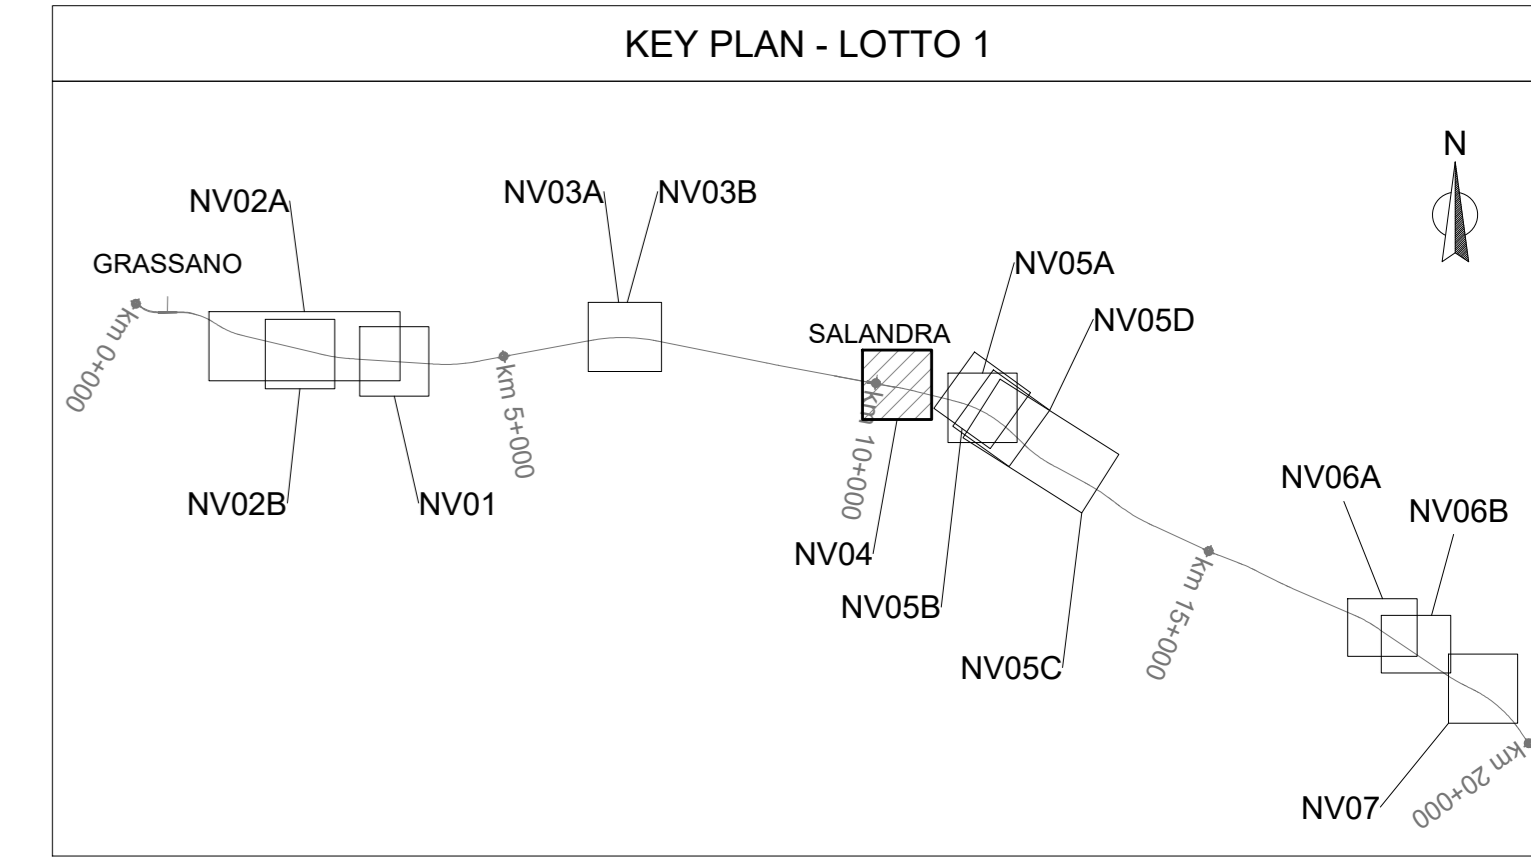 KEY PLAN - LOTTO 1
N
NV02A
NV03A
NV03B
GRASSANO
NV05A
NV05D
SALANDRA
km 0+000
km 5+000
km 10+000
NV02B
NV01
NV06A
NV06B
NV04
NV05B
km 15+000
NV05C
NV07
km 20+000